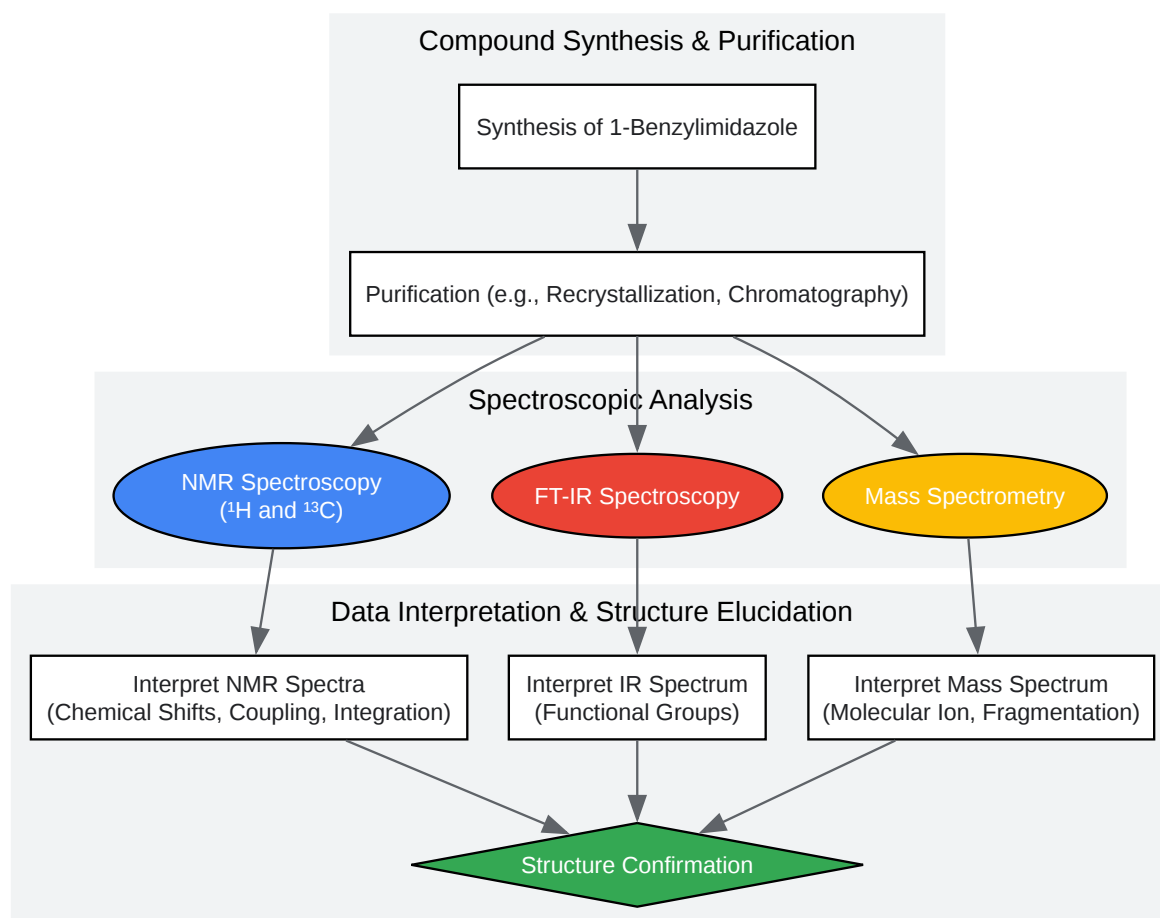 Compound Synthesis & Purification
Synthesis of 1-Benzylimidazole
Purification (e.g., Recrystallization, Chromatography)
Spectroscopic Analysis
NMR Spectroscopy
(¹H and ¹³C)
FT-IR Spectroscopy
Mass Spectrometry
Data Interpretation & Structure Elucidation
Interpret NMR Spectra
(Chemical Shifts, Coupling, Integration)
Interpret IR Spectrum
(Functional Groups)
Interpret Mass Spectrum
(Molecular Ion, Fragmentation)
Structure Confirmation